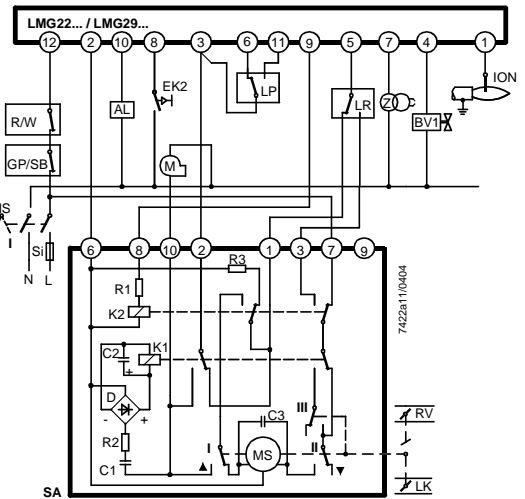 LMG22... / LMG29...
12 2 10 8 3 6 11 9 5 7 4 1
ION
EK2
LP
LR
Z
AL
BV1
R/W
M
GP/SB
HS
I
Si
N L
6 8 10 2 1 3 7 9
R3
R1
K2
C2
K1
+
D
- +
R2
C1
C3
I
MS
III
II
RV
LK
SA
7422a11/0404